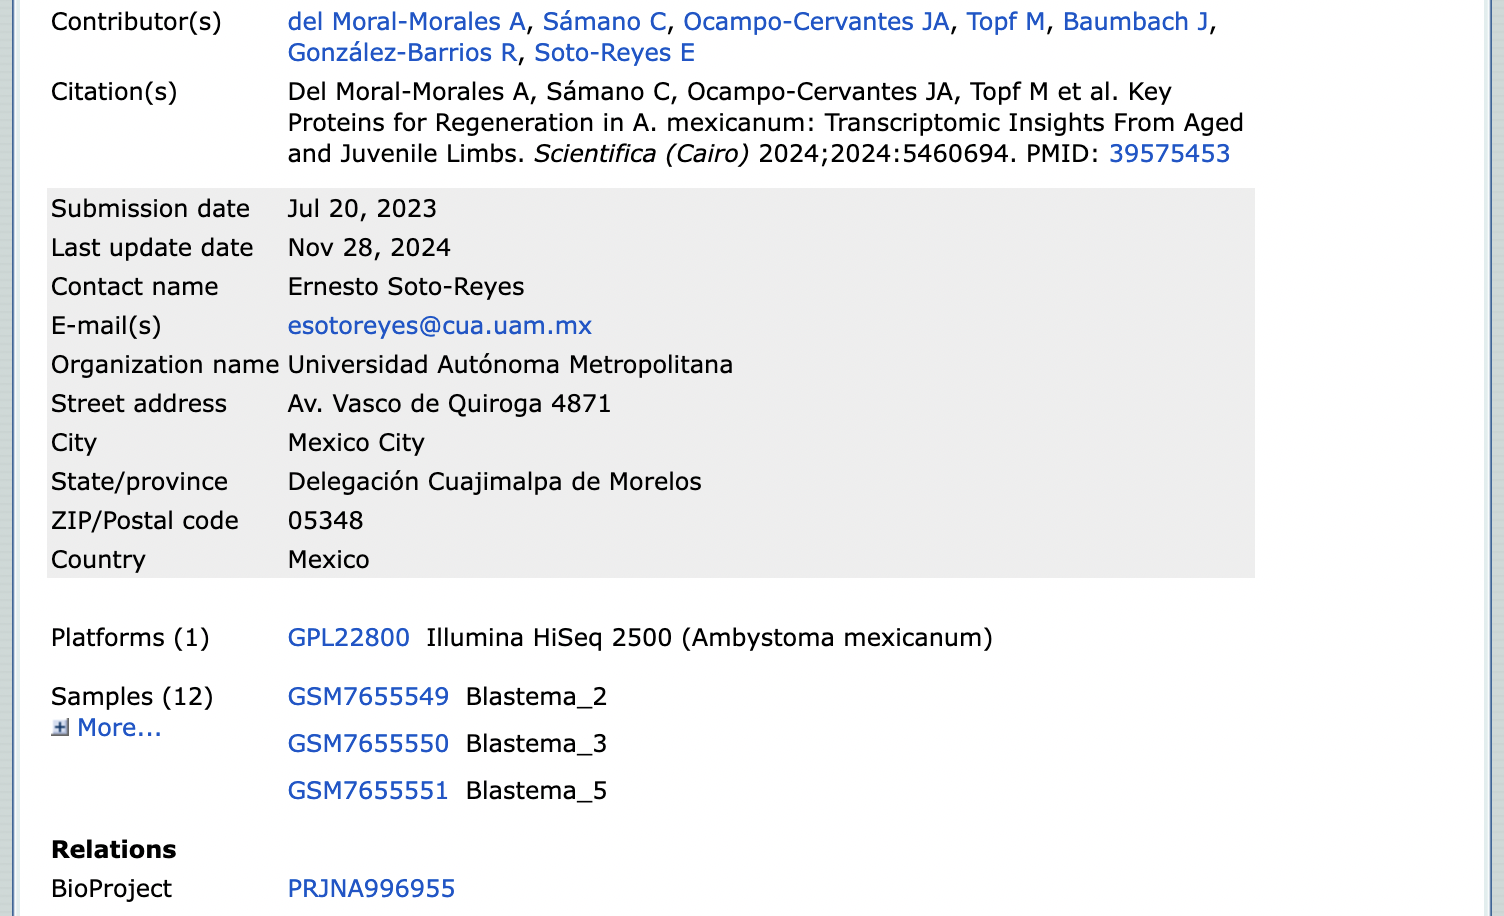 Contributor(s) del Moral-Morales A, Sámano C, Ocampo-Cervantes JA, Topf M, Baumbach J,
González-Barrios R, Soto-Reyes E
Citation(s) Del Moral-Morales A, Sámano C, Ocampo-Cervantes JA, Topf M et al. Key
Proteins for Regeneration in A. mexicanum: Transcriptomic Insights From Aged
and Juvenile Limbs. Scientifica (Cairo) 2024;2024:5460694. PMID: 39575453
Submission date Jul 20, 2023
Last update date Nov 28, 2024
Contact name Ernesto Soto-Reyes
E-mail(s) esotoreyes@cua.uam.mx
Organization name Universidad Autónoma Metropolitana
Street address Av. Vasco de Quiroga 4871
City Mexico City
State/province Delegación Cuajimalpa de Morelos
ZIP/Postal code 05348
Country Mexico
Platforms (1) GPL22800 Illumina HiSeq 2500 (Ambystoma mexicanum)
Samples (12) GSM7655549 Blastema_2
More...
GSM7655550 Blastema_3
GSM7655551 Blastema_5
Relations
BioProject PRJNA996955